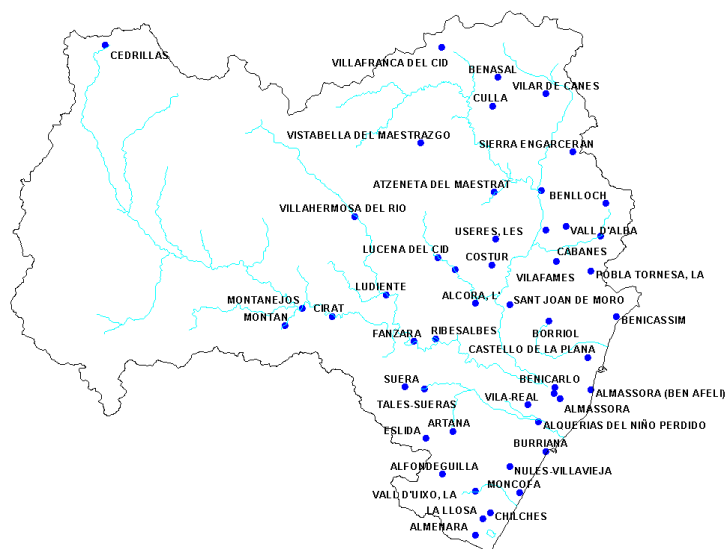 CEDRILLAS
VILLAFRANCA DEL CID
BENASAL
VILAR DE CANES
CULLA
VISTABELLA DEL MAESTRAZGO
SIERRA ENGARCERAN
ATZENETA DEL MAESTRAT
BENLLOCH
VILLAHERMOSA DEL RIO
USERES, LES
VALL D'ALBA
LUCENA DEL CID
CABANES
COSTUR
VILAFAMES
POBLA TORNESA, LA
LUDIENTE
MONTANEJOS
ALCORA, L'
SANT JOAN DE MORO
CIRAT
MONTAN
BENICASSIM
FANZARA
RIBESALBES
BORRIOL
CASTELLO DE LA PLANA
SUERA
BENICARLO
ALMASSORA (BEN AFELI)
TALES-SUERAS
VILA-REAL
ALMASSORA
ARTANA
ALQUERIAS DEL NIÑO PERDIDO
ESLIDA
BURRIANA
ALFONDEGUILLA
NULES-VILLAVIEJA
MONCOFA
VALL D'UIXO, LA
LA LLOSA
CHILCHES
ALMENARA